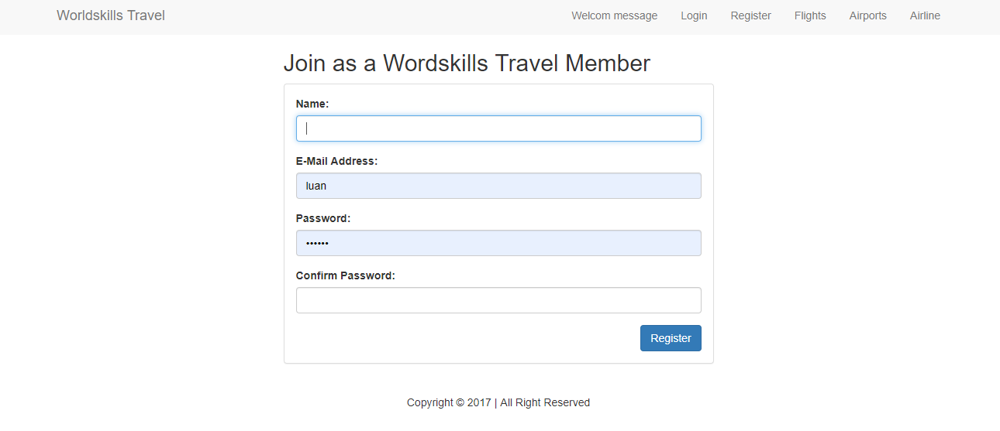 Worldskills Travel Welcom message Login Register Flights Airports Airline
Join as a Wordskills Travel Member
Name:
E-Mail Address:
luan
Password:
••••••
Confirm Password:
Register
Copyright © 2017 | All Right Reserved